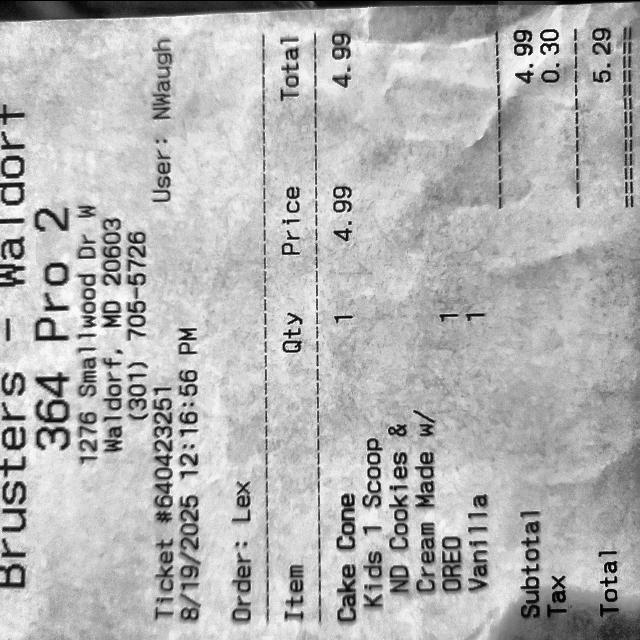 Brusters - Waldorf
364 Pro 2
1276 Smallwood Dr W
Waldorf, MD 20603
(301) 705-5726
Ticket #6404423251 User: NWaugh
8/19/2025 12:16:56 PM
Order: Lex
Item Qty Price Total
Cake Cone 1 4.99 4.99
Kids 1 Scoop
ND Cookies &
Cream Made w/
OREO 1
Vanilla 1
Subtotal 4.99
Tax 0.30
Total 5.29